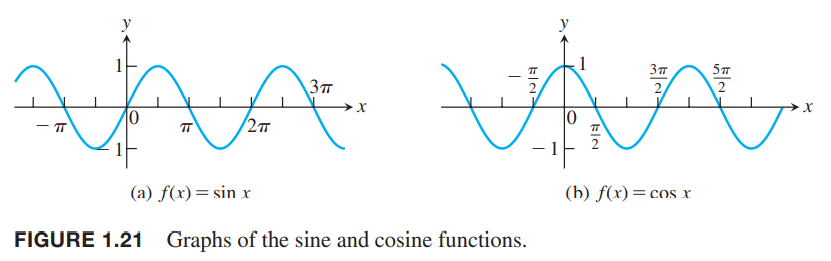 y
1
3π
x
− π
0
π
2π
− 1
(a) f(x) = sin x
y
1
− π/2
3π/2
5π/2
x
0
π/2
− 1
(b) f(x) = cos x
FIGURE 1.21 Graphs of the sine and cosine functions.